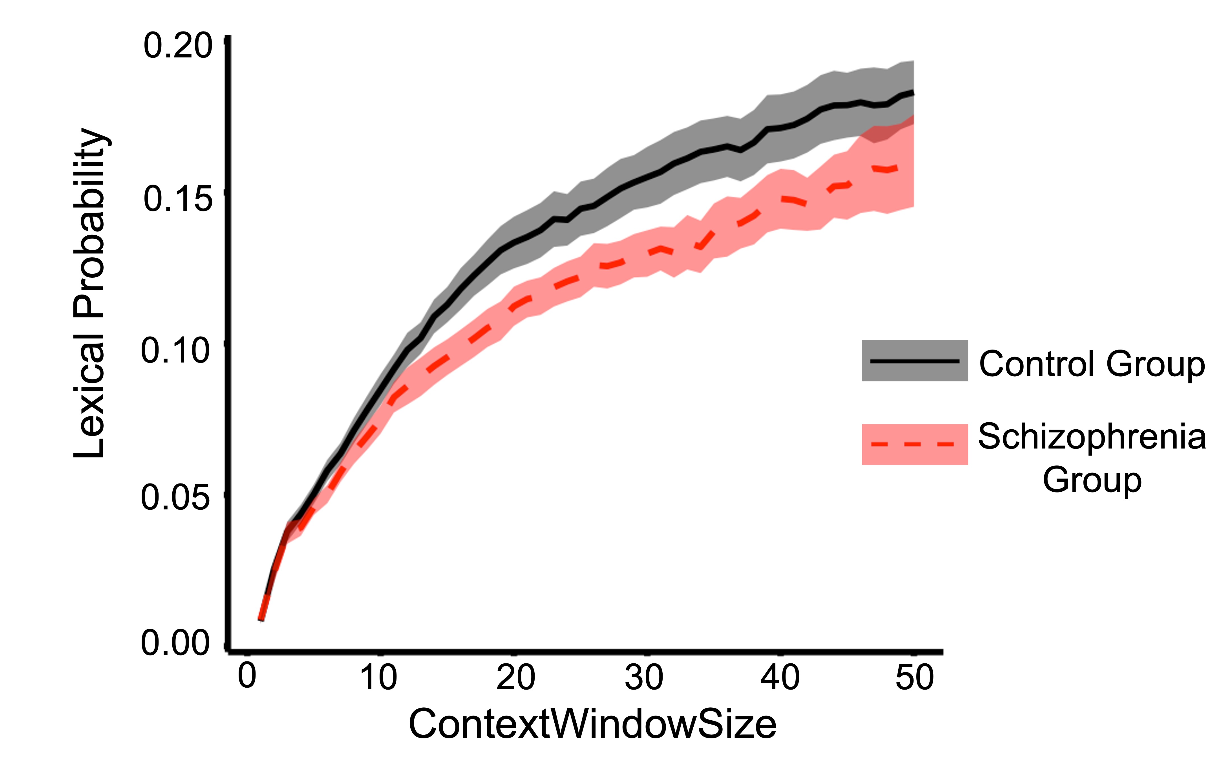 0.20
0.15
0.10
0.05
0.00
Lexical Probability
0 10 20 30 40 50
ContextWindowSize
Control Group
Schizophrenia
Group